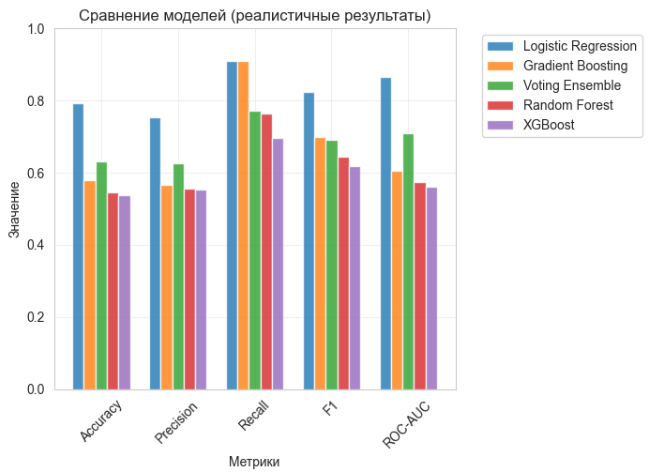 Сравнение моделей (реалистичные результаты)
1.0
0.8
0.6
0.4
0.2
0.0
Значение
Accuracy
Precision
Recall
F1
ROC-AUC
Метрики
Logistic Regression
Gradient Boosting
Voting Ensemble
Random Forest
XGBoost